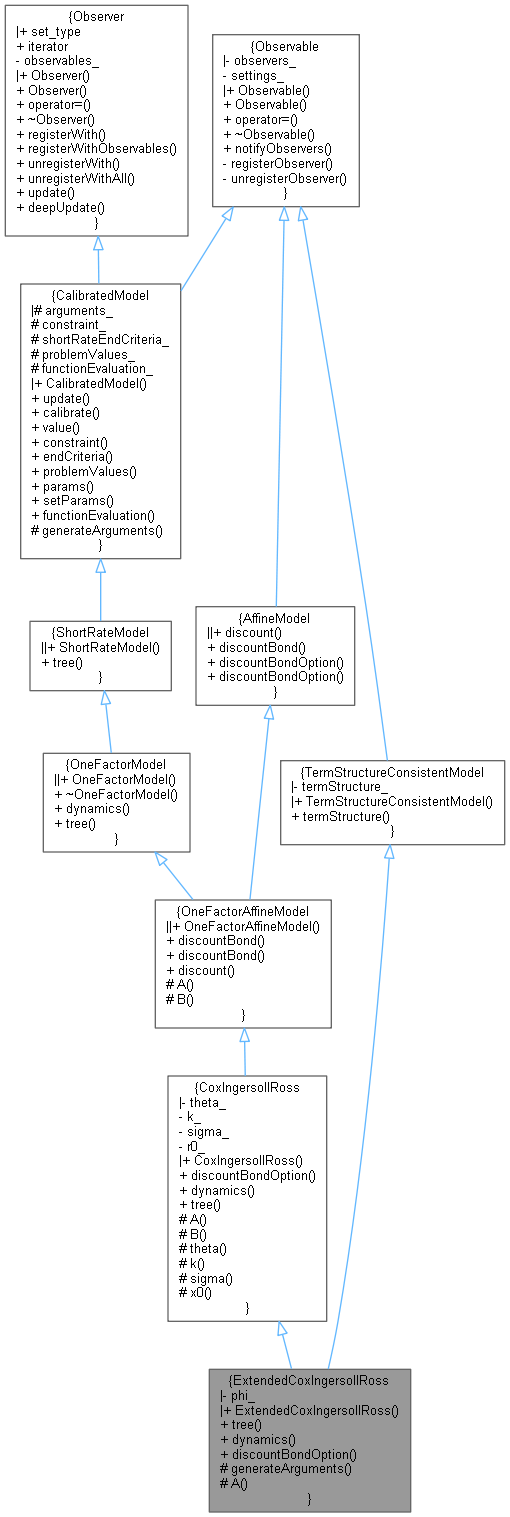 {Observer
|+ set_type
+ iterator
- observables_
|+ Observer()
+ Observer()
+ operator=()
+ ~Observer()
+ registerWith()
+ registerWithObservables()
+ unregisterWith()
+ unregisterWithAll()
+ update()
+ deepUpdate()
}
{Observable
|- observers_
- settings_
|+ Observable()
+ Observable()
+ operator=()
+ ~Observable()
+ notifyObservers()
- registerObserver()
- unregisterObserver()
}
{CalibratedModel
|# arguments_
# constraint_
# shortRateEndCriteria_
# problemValues_
# functionEvaluation_
|+ CalibratedModel()
+ update()
+ calibrate()
+ value()
+ constraint()
+ endCriteria()
+ problemValues()
+ params()
+ setParams()
+ functionEvaluation()
# generateArguments()
}
{ShortRateModel
||+ ShortRateModel()
+ tree()
}
{AffineModel
||+ discount()
+ discountBond()
+ discountBondOption()
+ discountBondOption()
}
{OneFactorModel
||+ OneFactorModel()
+ ~OneFactorModel()
+ dynamics()
+ tree()
}
{TermStructureConsistentModel
|- termStructure_
|+ TermStructureConsistentModel()
+ termStructure()
}
{OneFactorAffineModel
||+ OneFactorAffineModel()
+ discountBond()
+ discountBond()
+ discount()
# A()
# B()
}
{CoxIngersollRoss
|- theta_
- k_
- sigma_
- r0_
|+ CoxIngersollRoss()
+ discountBondOption()
+ dynamics()
+ tree()
# A()
# B()
# theta()
# k()
# sigma()
# x0()
}
{ExtendedCoxIngersollRoss
|- phi_
|+ ExtendedCoxIngersollRoss()
+ tree()
+ dynamics()
+ discountBondOption()
# generateArguments()
# A()
}